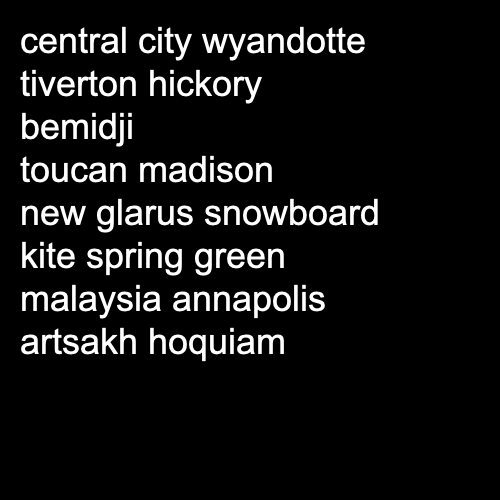 central city wyandotte
tiverton hickory
bemidji
toucan madison
new glarus snowboard
kite spring green
malaysia annapolis
artsakh hoquiam